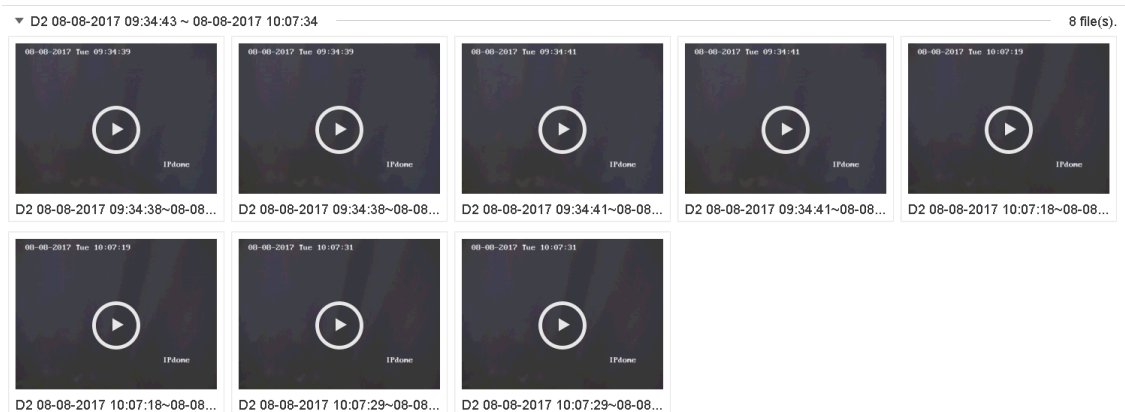 D2 08-08-2017 09:34:43 ~ 08-08-2017 10:07:34
8 file(s).
08-08-2017 Tue 09:34:39
IPdome
D2 08-08-2017 09:34:38~08-08...
08-08-2017 Tue 09:34:39
IPdome
D2 08-08-2017 09:34:38~08-08...
08-08-2017 Tue 09:34:41
IPdome
D2 08-08-2017 09:34:41~08-08...
08-08-2017 Tue 09:34:41
IPdome
D2 08-08-2017 09:34:41~08-08...
08-08-2017 Tue 10:07:19
IPdome
D2 08-08-2017 10:07:18~08-08...
08-08-2017 Tue 10:07:19
IPdome
D2 08-08-2017 10:07:18~08-08...
08-08-2017 Tue 10:07:31
IPdome
D2 08-08-2017 10:07:29~08-08...
08-08-2017 Tue 10:07:31
IPdome
D2 08-08-2017 10:07:29~08-08...